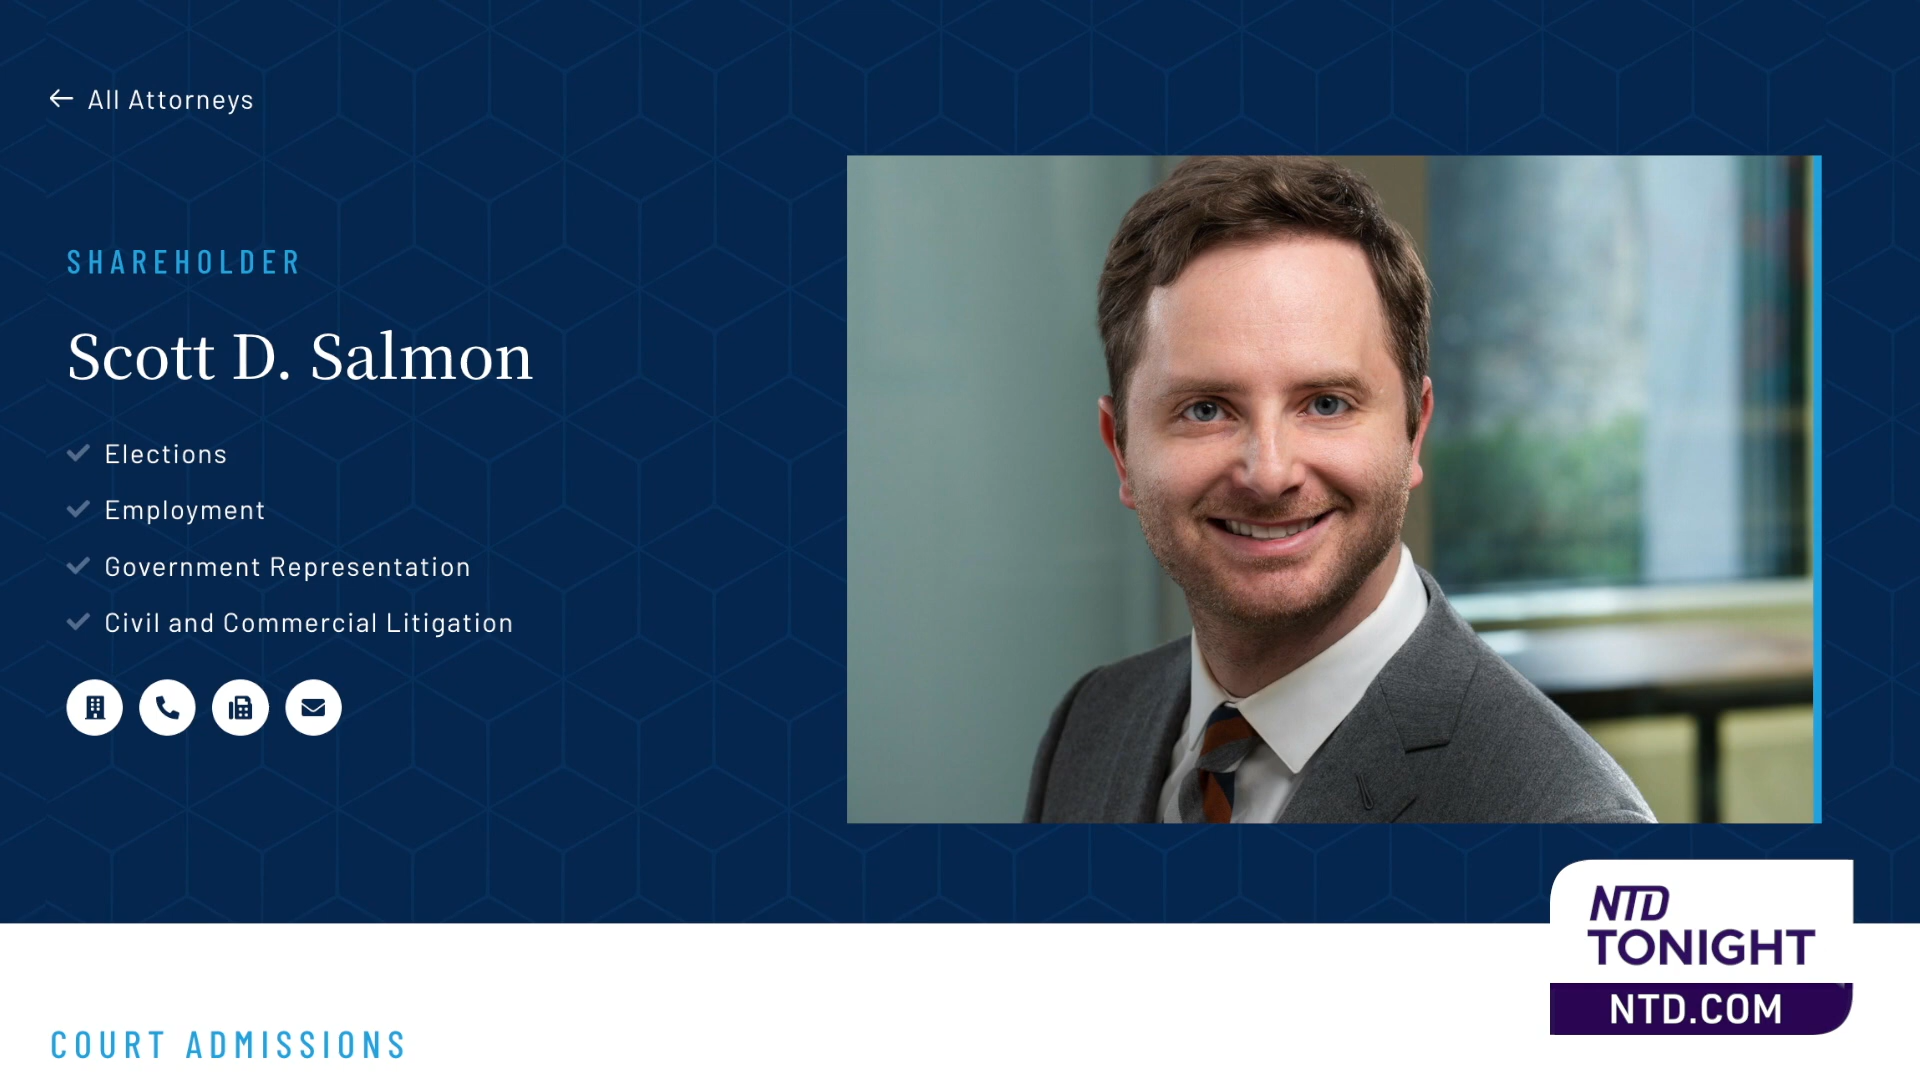 ← All Attorneys
SHAREHOLDER
Scott D. Salmon
Elections
Employment
Government Representation
Civil and Commercial Litigation
NTD
TONIGHT
NTD.COM
COURT ADMISSIONS